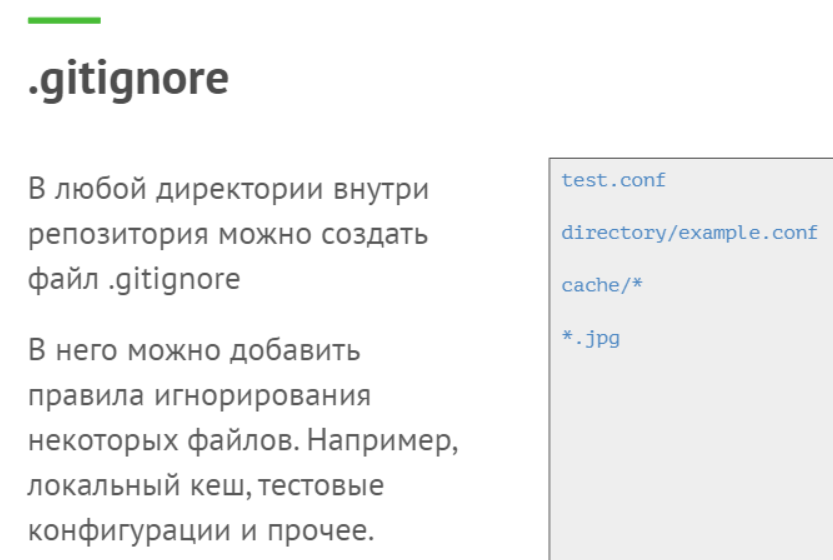 .gitignore
В любой директории внутри
репозитория можно создать
файл .gitignore
В него можно добавить
правила игнорирования
некоторых файлов. Например,
локальный кеш, тестовые
конфигурации и прочее.
test.conf
directory/example.conf
cache/*
*.jpg